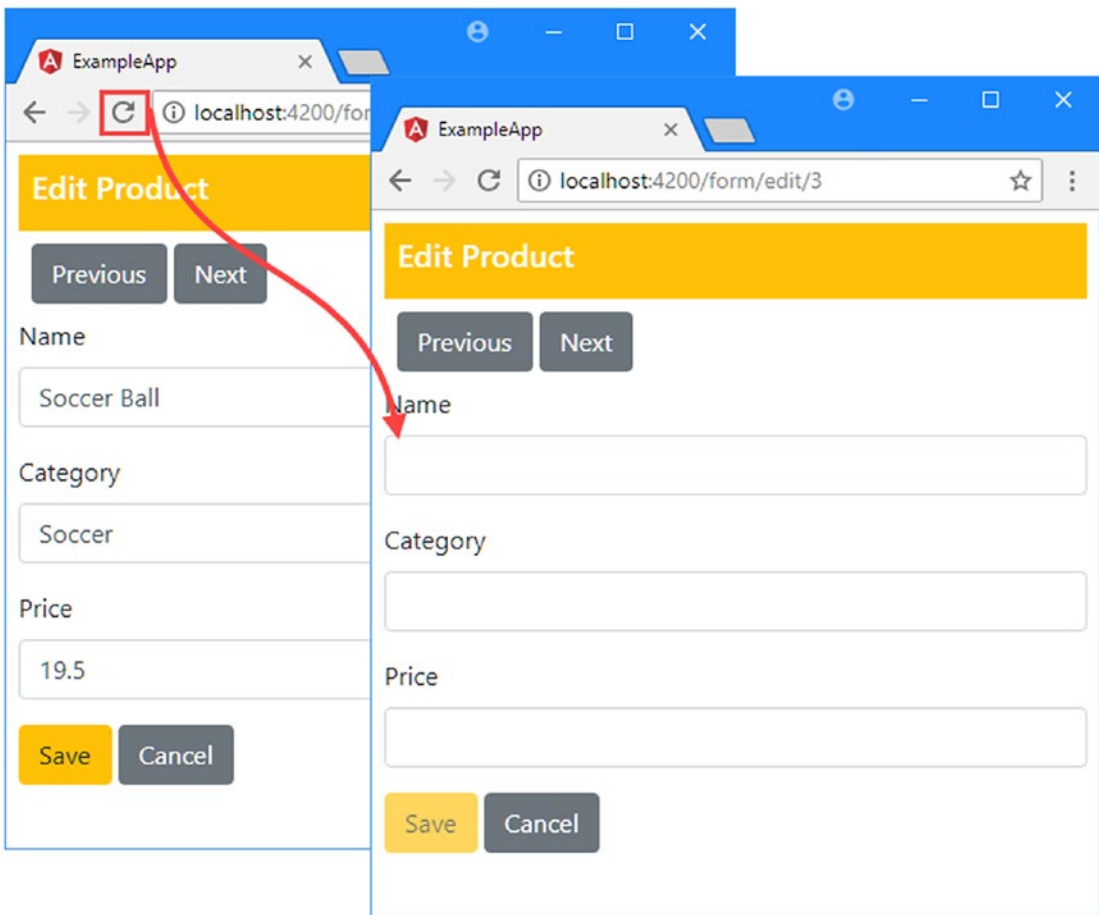 ExampleApp
localhost:4200/for
Edit Product
Previous Next
Name
Soccer Ball
Category
Soccer
Price
19.5
Save Cancel
ExampleApp
localhost:4200/form/edit/3
Edit Product
Previous Next
Name
Category
Price
Save Cancel